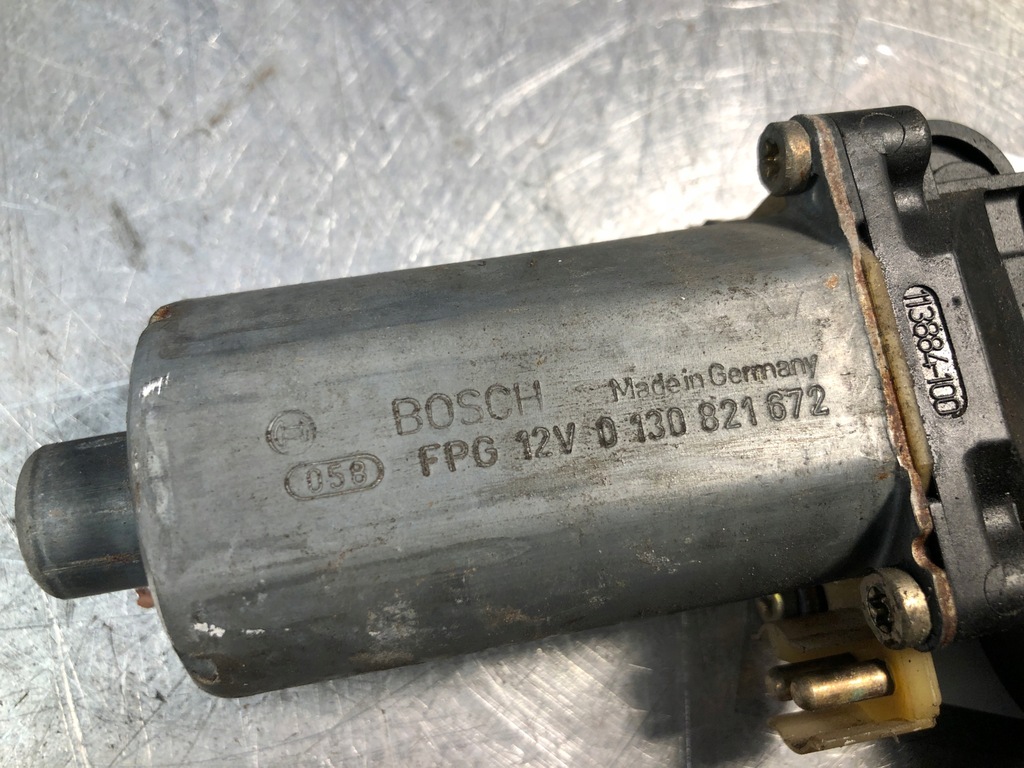 BOSCH Made in Germany
058 FPG 12V 0 130 821 672
113884-100